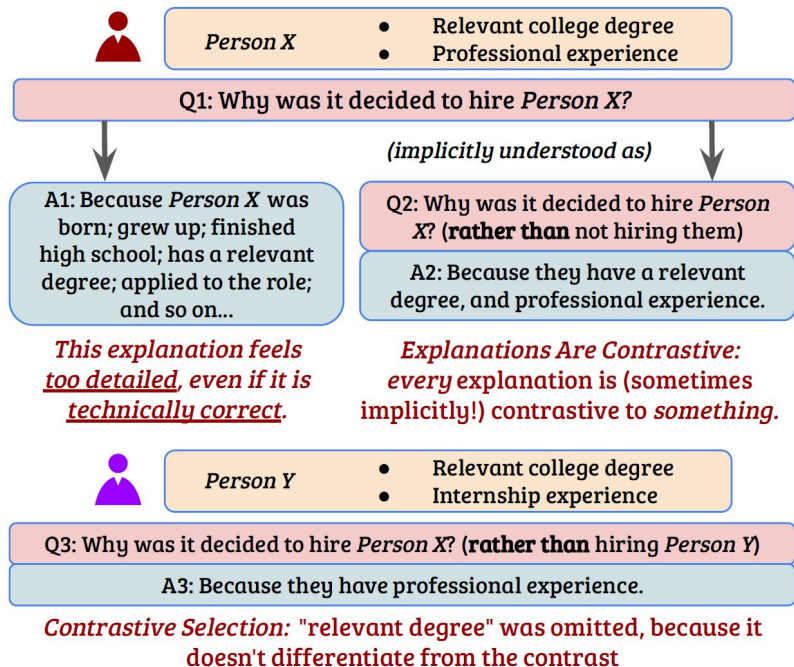 Person X
● Relevant college degree
● Professional experience
Q1: Why was it decided to hire Person X?
(implicitly understood as)
A1: Because Person X was
born; grew up; finished
high school; has a relevant
degree; applied to the role;
and so on...
This explanation feels
too detailed, even if it is
technically correct.
Q2: Why was it decided to hire Person
X? (rather than not hiring them)
A2: Because they have a relevant
degree, and professional experience.
Explanations Are Contrastive:
every explanation is (sometimes
implicitly!) contrastive to something.
Person Y
● Relevant college degree
● Internship experience
Q3: Why was it decided to hire Person X? (rather than hiring Person Y)
A3: Because they have professional experience.
Contrastive Selection: "relevant degree" was omitted, because it
doesn't differentiate from the contrast